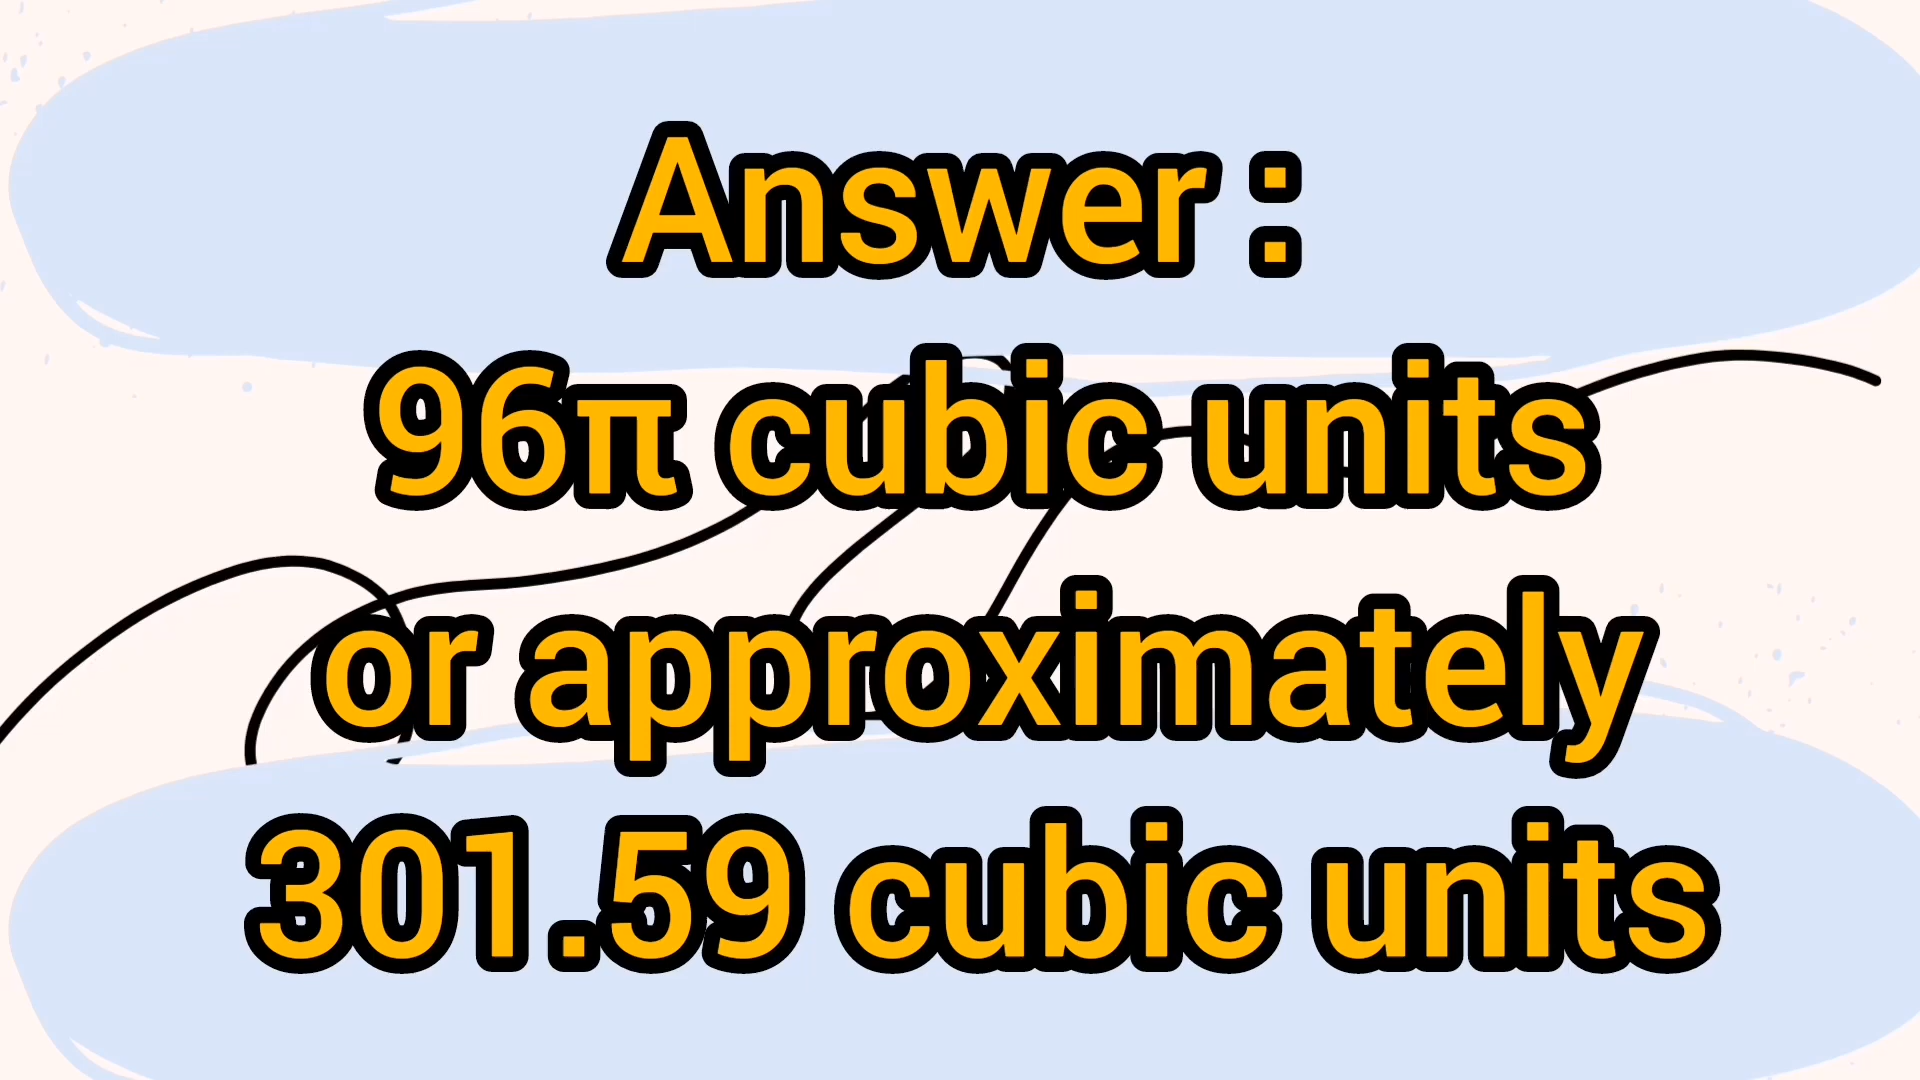 Answer :
96π cubic units
or approximately
301.59 cubic units